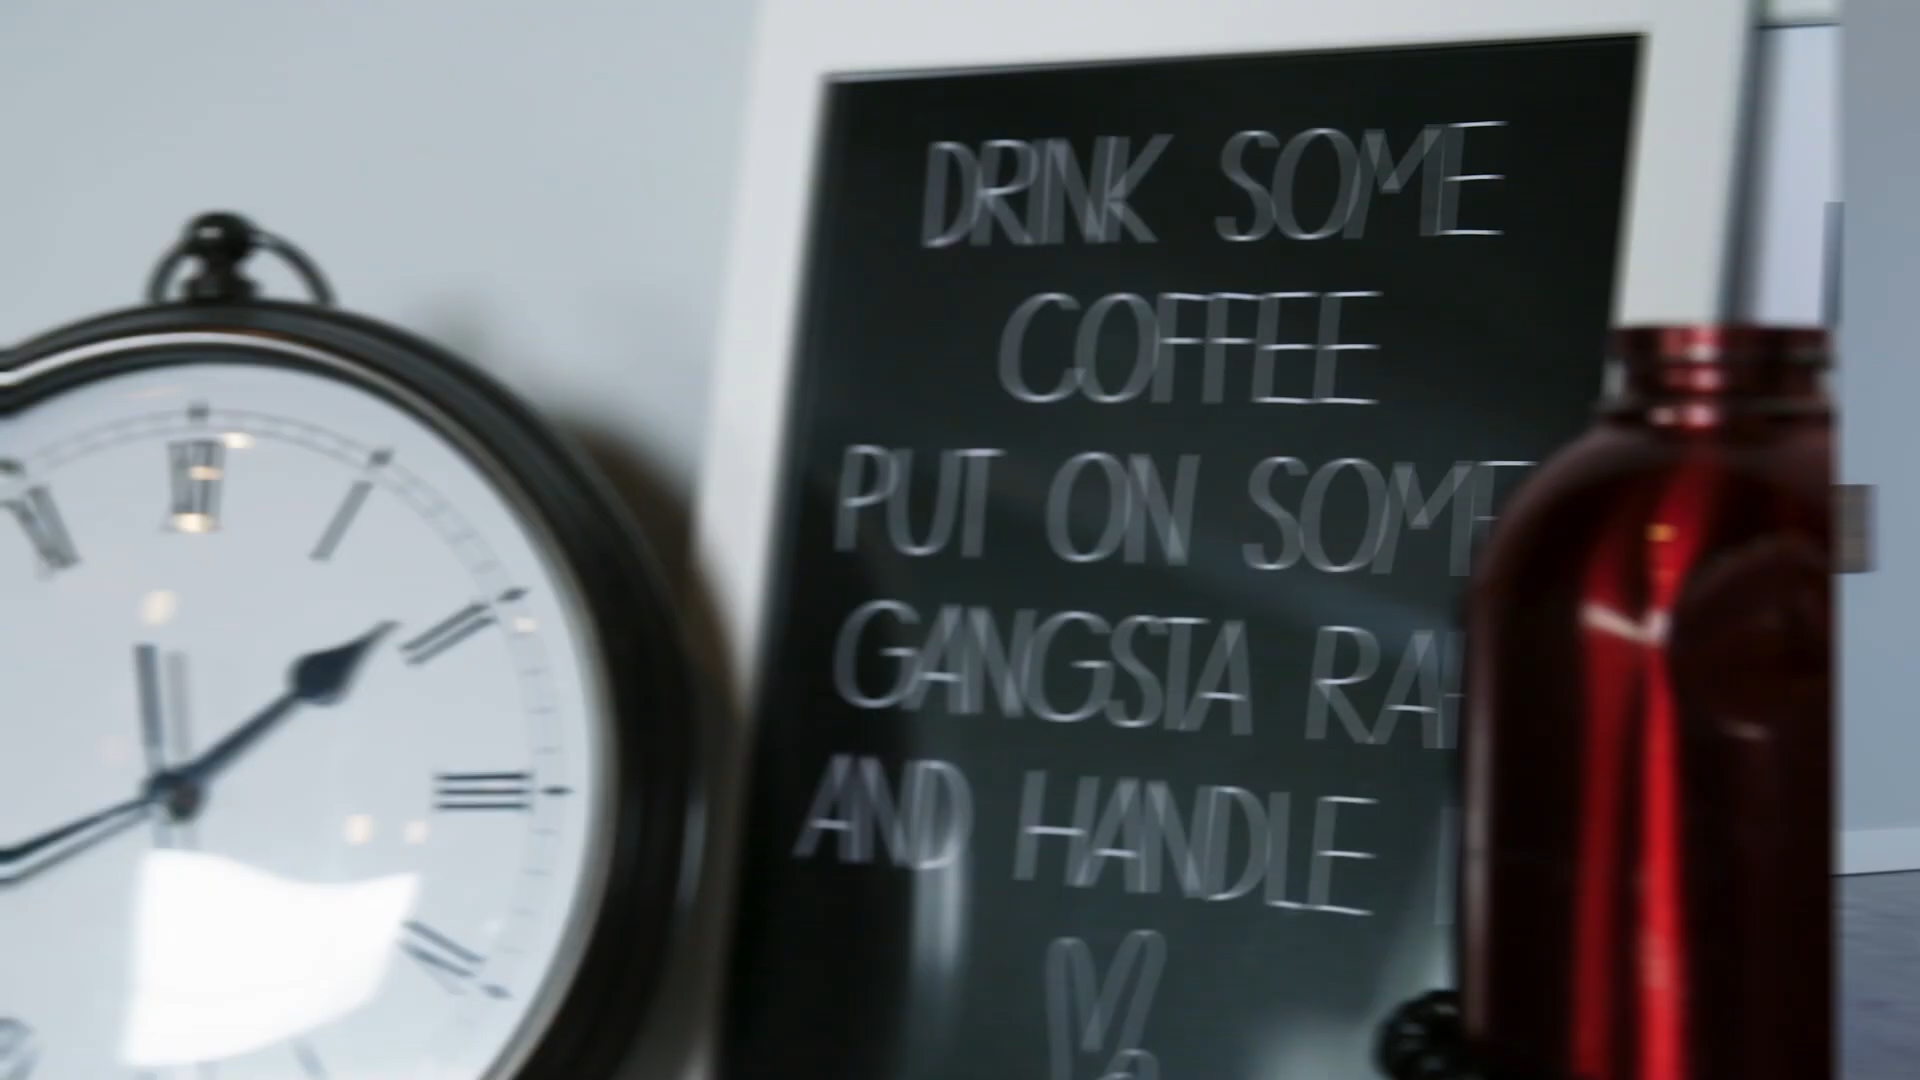 DRINK SOME
COFFEE
PUT ON SOME
GANGSTA RAP
AND HANDLE